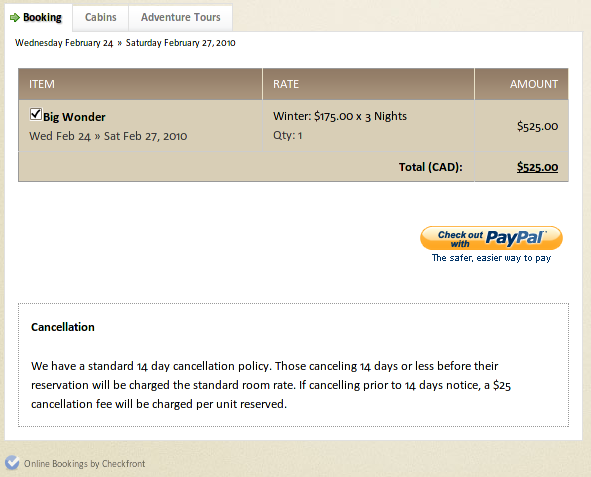 Booking Cabins Adventure Tours
Wednesday February 24 » Saturday February 27, 2010
ITEM RATE AMOUNT
Big Wonder Winter: $175.00 x 3 Nights $525.00
Wed Feb 24 » Sat Feb 27, 2010 Qty: 1
Total (CAD): $525.00
Check out with PayPal
The safer, easier way to pay
Cancellation
We have a standard 14 day cancellation policy. Those canceling 14 days or less before their
reservation will be charged the standard room rate. If cancelling prior to 14 days notice, a $25
cancellation fee will be charged per unit reserved.
Online Bookings by Checkfront